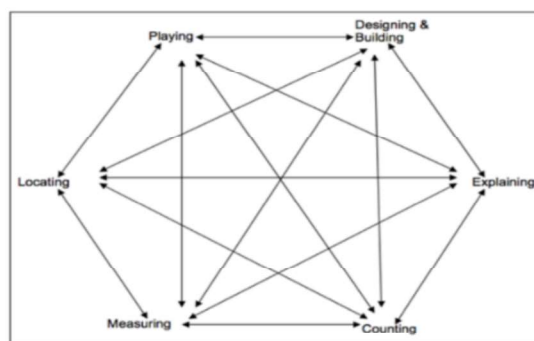 Designing &
Playing
Building
Locating
Explaining
Measuring
Counting